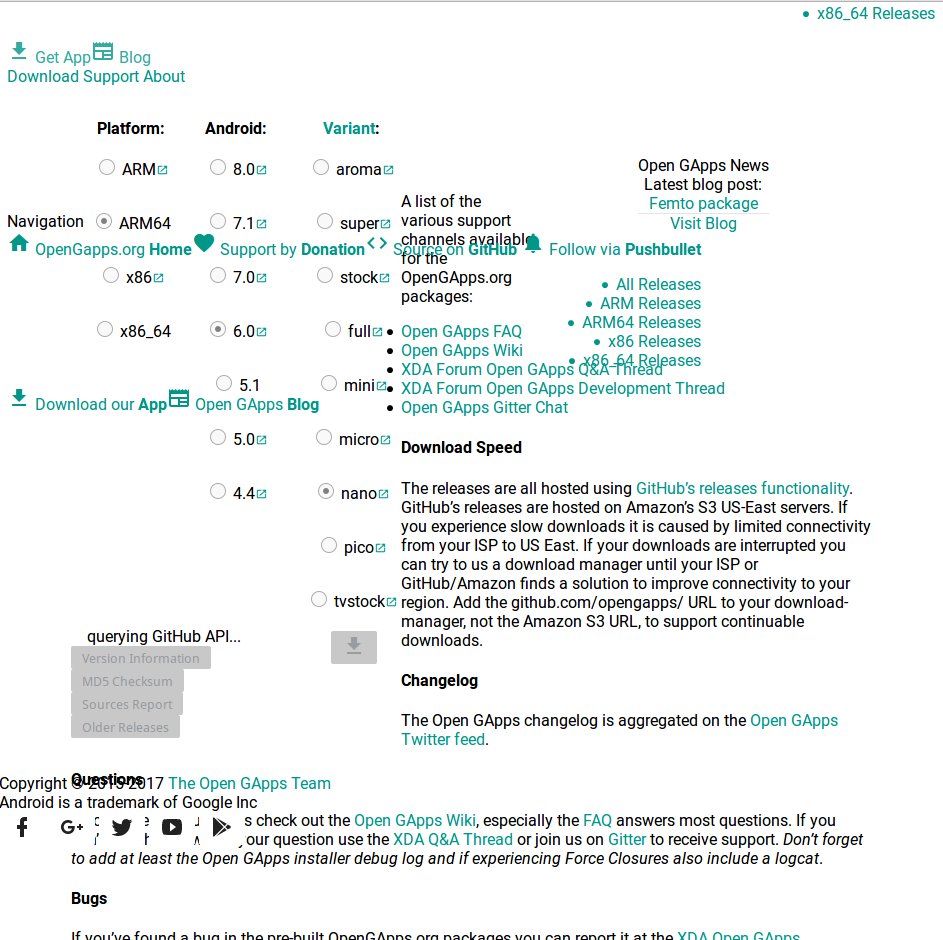 x86_64 Releases
Get App Blog
Download Support About
Platform: Android: Variant:
ARM 8.0 aroma
ARM64 7.1 super
x86 7.0 stock
x86_64 6.0 full
5.1 mini
5.0 micro
4.4 nano
pico
tvstock
Navigation
OpenGapps.org Home Support by Donation Source on GitHub Follow via Pushbullet
Download our App Open GApps Blog
Open GApps News
Latest blog post:
Femto package
Visit Blog
All Releases
ARM Releases
ARM64 Releases
x86 Releases
x86_64 Releases
A list of the
various support
channels available
for the
OpenGApps.org
packages:
Open GApps FAQ
Open GApps Wiki
XDA Forum Open GApps Q&A Thread
XDA Forum Open GApps Development Thread
Open GApps Gitter Chat
Download Speed
The releases are all hosted using GitHub's releases functionality.
GitHub's releases are hosted on Amazon's S3 US-East servers. If
you experience slow downloads it is caused by limited connectivity
from your ISP to US East. If your downloads are interrupted you
can try to us a download manager until your ISP or
GitHub/Amazon finds a solution to improve connectivity to your
region. Add the github.com/opengapps/ URL to your download-
manager, not the Amazon S3 URL, to support continuable
downloads.
querying GitHub API...
Version Information
MD5 Checksum
Sources Report
Older Releases
Changelog
The Open GApps changelog is aggregated on the Open GApps
Twitter feed.
Questions
Copyright © 2015-2017 The Open GApps Team
Android is a trademark of Google Inc
check out the Open GApps Wiki, especially the FAQ answers most questions. If you
our question use the XDA Q&A Thread or join us on Gitter to receive support. Don't forget
to add at least the Open GApps installer debug log and if experiencing Force Closures also include a logcat.
Bugs
If you've found a bug in the pre-built OpenGApps.org packages you can report it at the XDA Open GApps